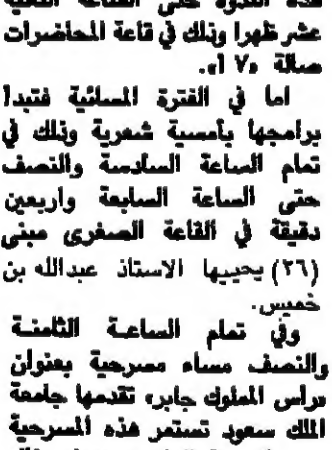 هذه الندوة حتى الساعة الثانية
عشر ظهرا وذلك في قاعة المحاضرات
صالة «٧ ا».
اما في الفترة المسائية فتبدأ
برامجها بأمسية شعرية وذلك في
تمام الساعة السادسة والنصف
حتى الساعة السابعة واربعين
دقيقة في القاعة الصغرى مبنى
(٢٦) يحييها الاستاذ عبدالله بن
خميس.
وفي تمام الساعة الثامنة
والنصف مساء مسرحية بعنوان
«رأس المملوك جابر» تقدمها جامعة
الملك سعود تستمر هذه المسرحية